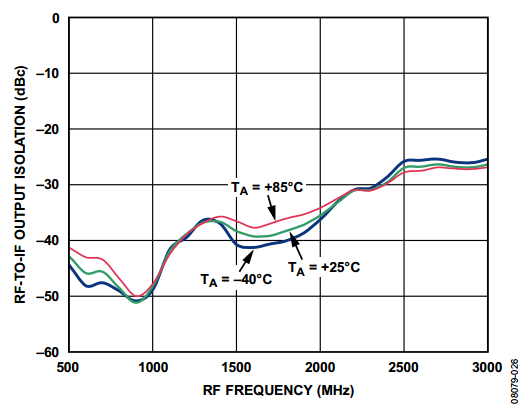 0
–10
–20
–30
–40
–50
–60
RF-TO-IF OUTPUT ISOLATION (dBc)
TA = +85°C
TA = +25°C
TA = –40°C
500
1000
1500
2000
2500
3000
RF FREQUENCY (MHz)
08079-026